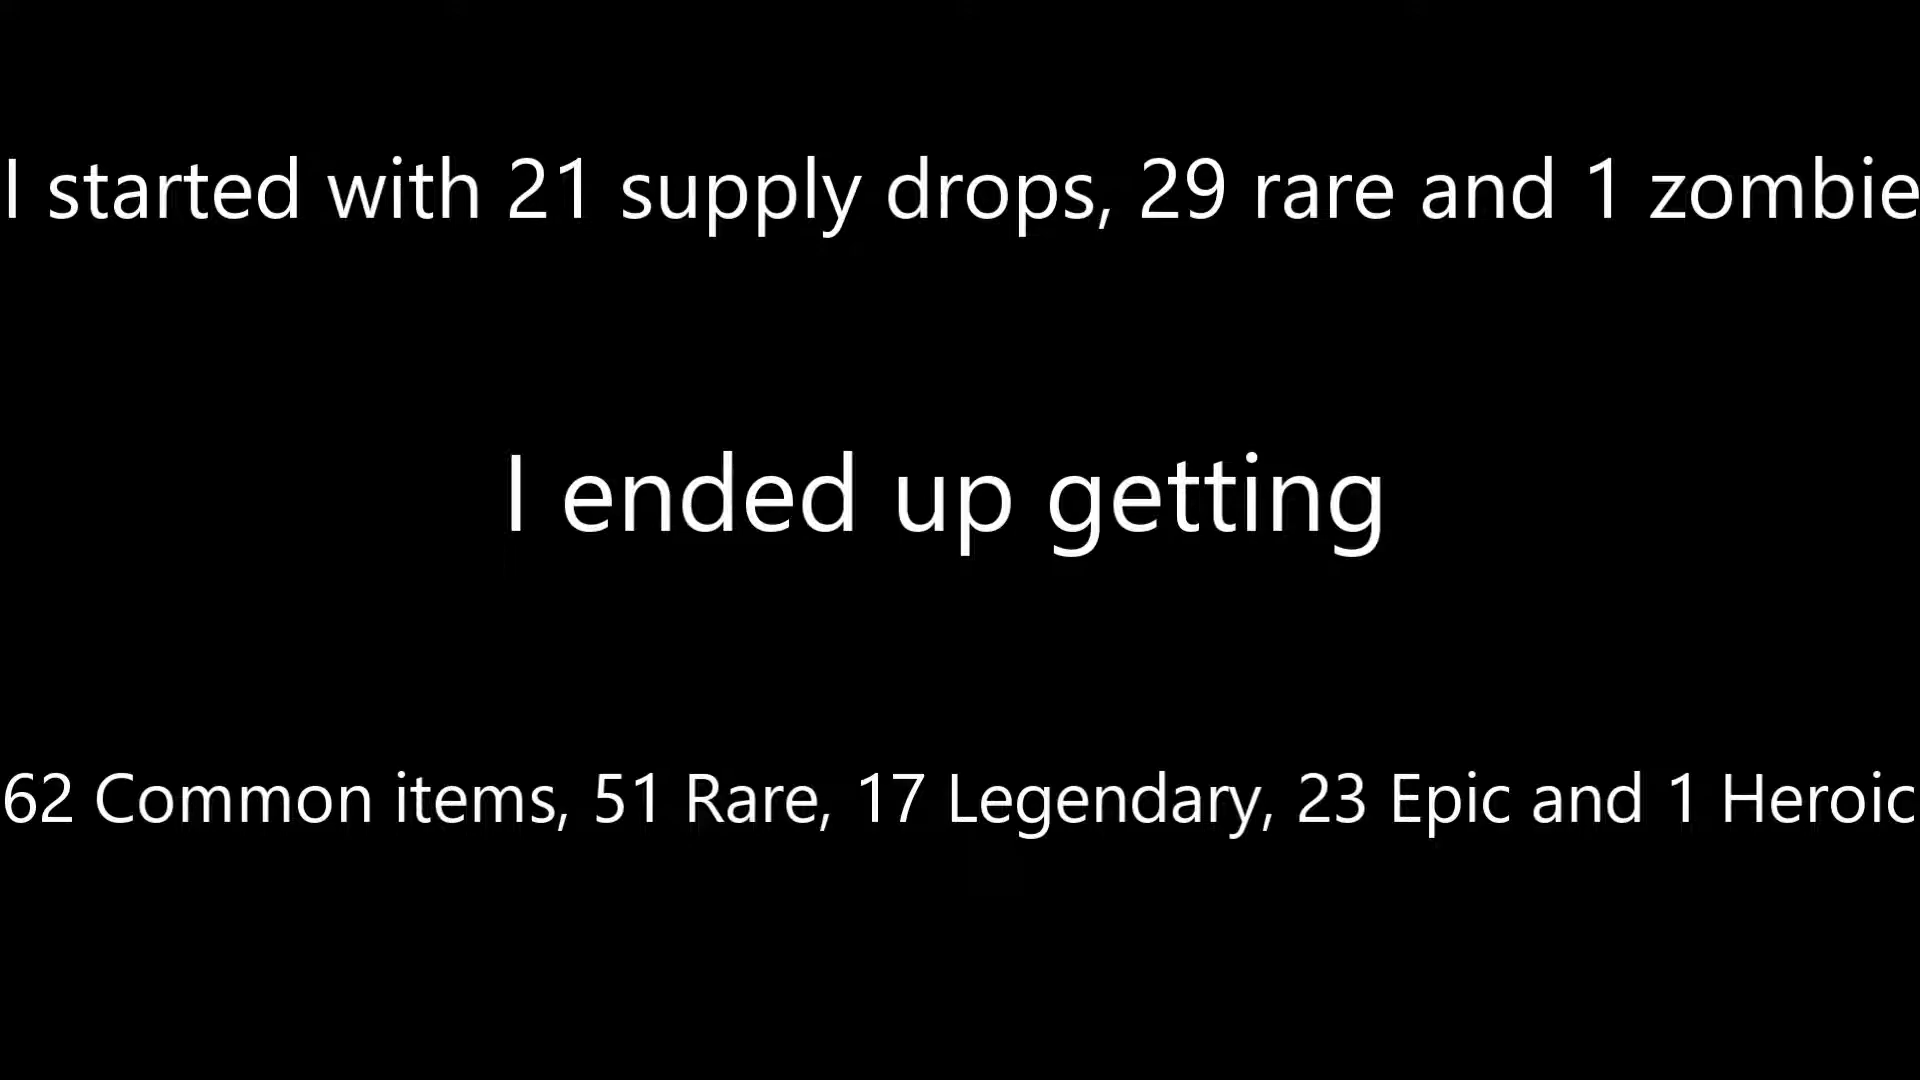 I started with 21 supply drops, 29 rare and 1 zombie
I ended up getting
62 Common items, 51 Rare, 17 Legendary, 23 Epic and 1 Heroic